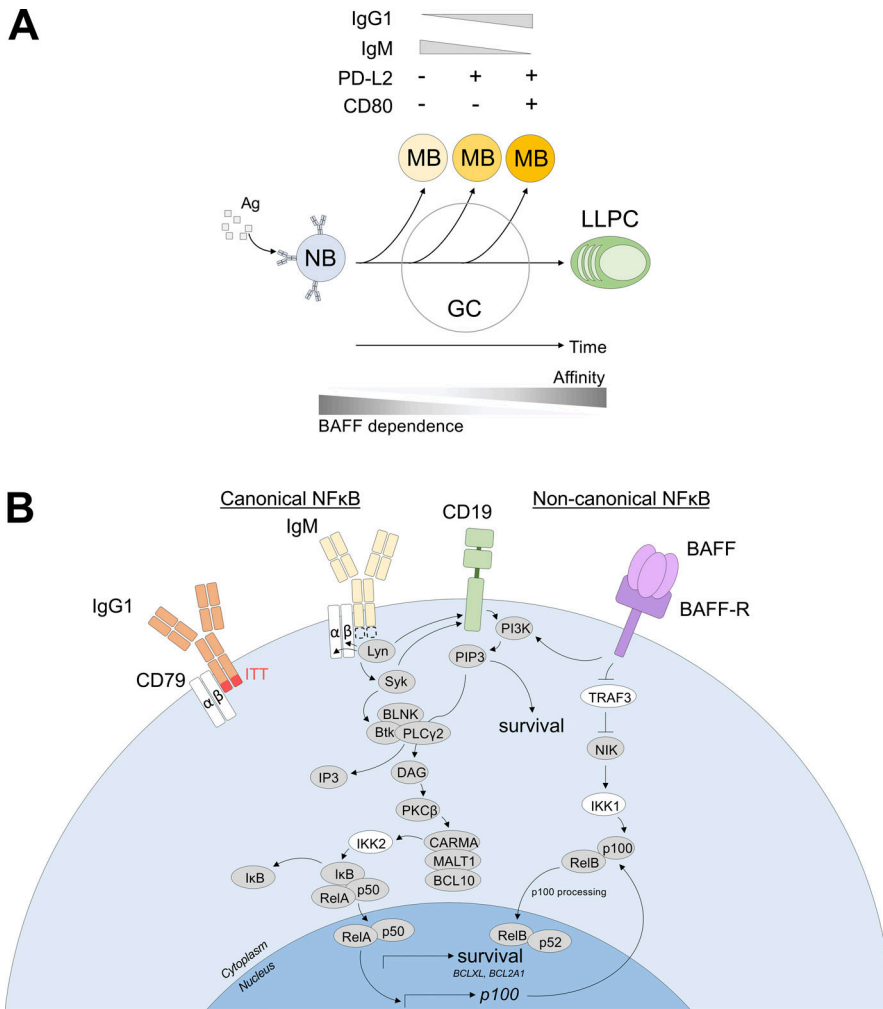 A
IgG1
IgM
PD-L2 - + +
CD80 - - +
MB MB MB
Ag
NB
LLPC
GC
Time
Affinity
BAFF dependence
B
Canonical NFκB
CD19
Non-canonical NFκB
IgM
BAFF
IgG1
BAFF-R
α β
PI3K
Lyn
CD79
ITT
α β
PIP3
Syk
TRAF3
BLNK
survival
Btk PLCγ2
NIK
IP3
DAG
PKCβ
IKK1
IKK2
CARMA
p100
MALT1
RelB
IκB
IκB
BCL10
RelA p50
p100 processing
RelA p50
RelB p52
Cytoplasm
Nucleus
survival
BCLXL, BCL2A1
p100